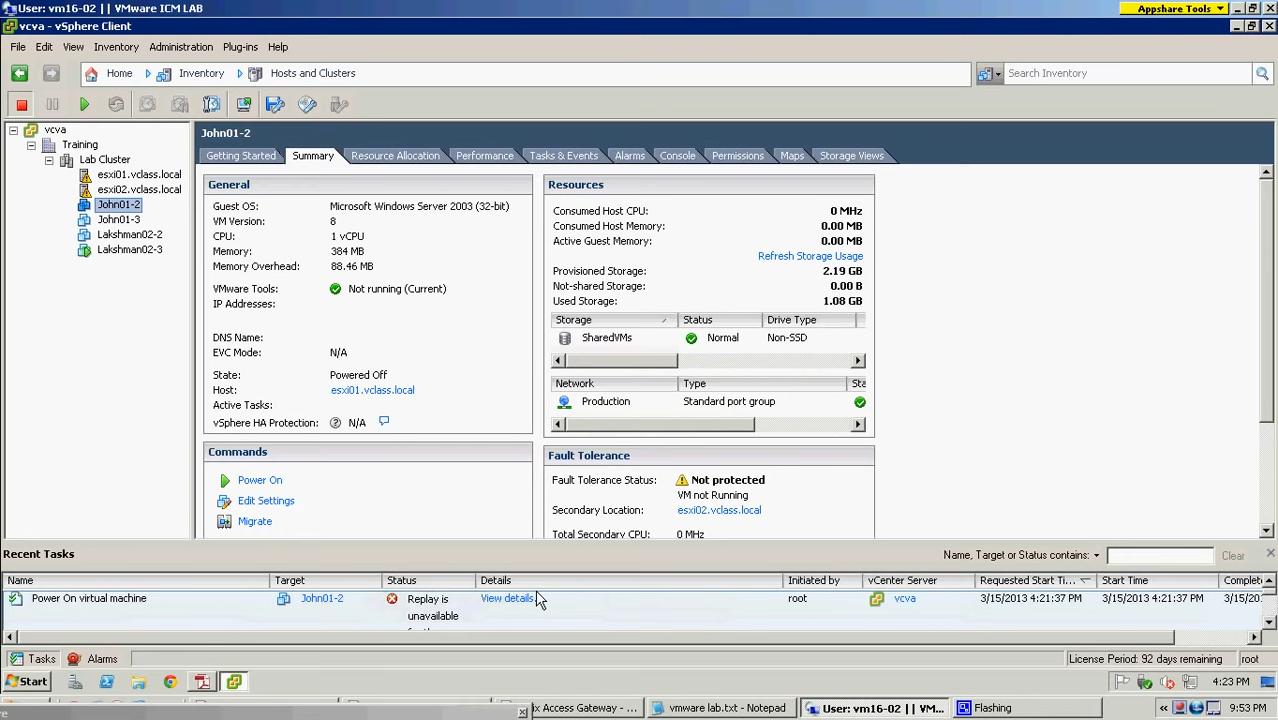 User: vm16-02 || VMware ICM LAB
Appshare Tools
vcva - vSphere Client
File Edit View Inventory Administration Plug-ins Help
Home Inventory Hosts and Clusters
Search Inventory
vcva
Training
Lab Cluster
esxi01.vclass.local
esxi02.vclass.local
John01-2
John01-3
Lakshman02-2
Lakshman02-3
John01-2
Getting Started Summary Resource Allocation Performance Tasks & Events Alarms Console Permissions Maps Storage Views
General
Guest OS: Microsoft Windows Server 2003 (32-bit)
VM Version: 8
CPU: 1 vCPU
Memory: 384 MB
Memory Overhead: 88.46 MB
VMware Tools: Not running (Current)
IP Addresses:
DNS Name:
EVC Mode: N/A
State: Powered Off
Host: esxi01.vclass.local
Active Tasks:
vSphere HA Protection: N/A
Commands
Power On
Edit Settings
Migrate
Resources
Consumed Host CPU: 0 MHz
Consumed Host Memory: 0.00 MB
Active Guest Memory: 0.00 MB
Refresh Storage Usage
Provisioned Storage: 2.19 GB
Not-shared Storage: 0.00 B
Used Storage: 1.08 GB
Storage Status Drive Type
SharedVMs Normal Non-SSD
Network Type Sta
Production Standard port group
Fault Tolerance
Fault Tolerance Status: Not protected
VM not Running
Secondary Location: esxi02.vclass.local
Total Secondary CPU: 0 MHz
Recent Tasks
Name, Target or Status contains: Clear
Name Target Status Details Initiated by vCenter Server Requested Start Ti... Start Time Complet
Power On virtual machine John01-2 Replay is View details. root vcva 3/15/2013 4:21:37 PM 3/15/2013 4:21:37 PM 3/15/20
unavailable
Tasks Alarms License Period: 92 days remaining root
Start 4:23 PM
x Access Gateway - ... vmware lab.txt - Notepad User: vm16-02 || VM... Flashing 9:53 PM